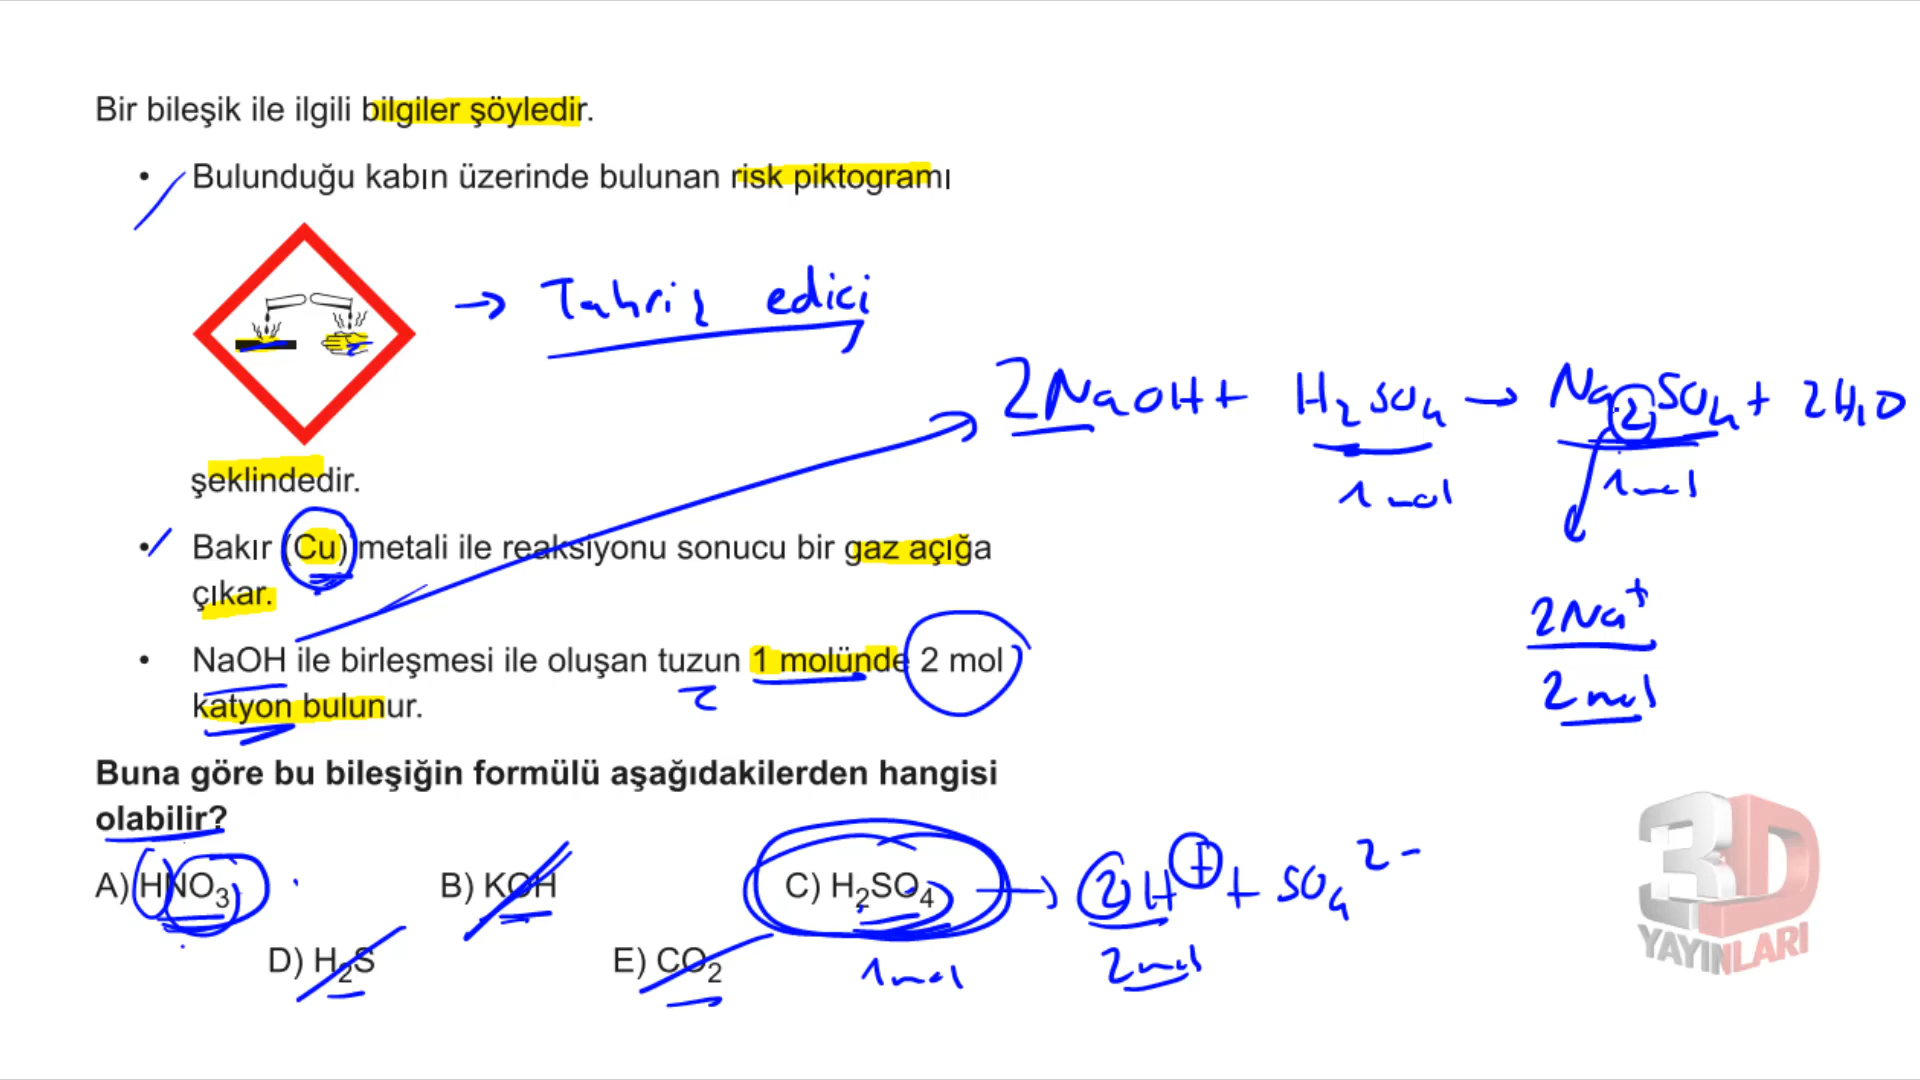 Bir bileşik ile ilgili bilgiler şöyledir.
• Bulunduğu kabın üzerinde bulunan risk piktogramı
→ Tahriş edici
şeklindedir.
2NaOH + H₂SO₄ → Na₂SO₄ + 2H₂O
1 mol 1 mol
• Bakır (Cu) metali ile reaksiyonu sonucu bir gaz açığa
çıkar.
2Na⁺
2 mol
• NaOH ile birleşmesi ile oluşan tuzun 1 molünde 2 mol
katyon bulunur.
Buna göre bu bileşiğin formülü aşağıdakilerden hangisi
olabilir?
A) HNO₃ B) KOH C) H₂SO₄ → 2H⁺ + SO₄²⁻
1 mol 2 mol
D) H₂S E) CO₂
3D
YAYINLARI